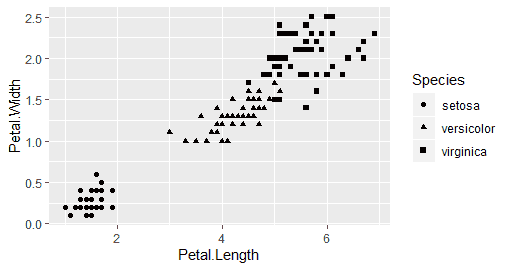 2.5
2.0
1.5
1.0
0.5
0.0
Petal.Width
2 4 6
Petal.Length
Species
setosa
versicolor
virginica